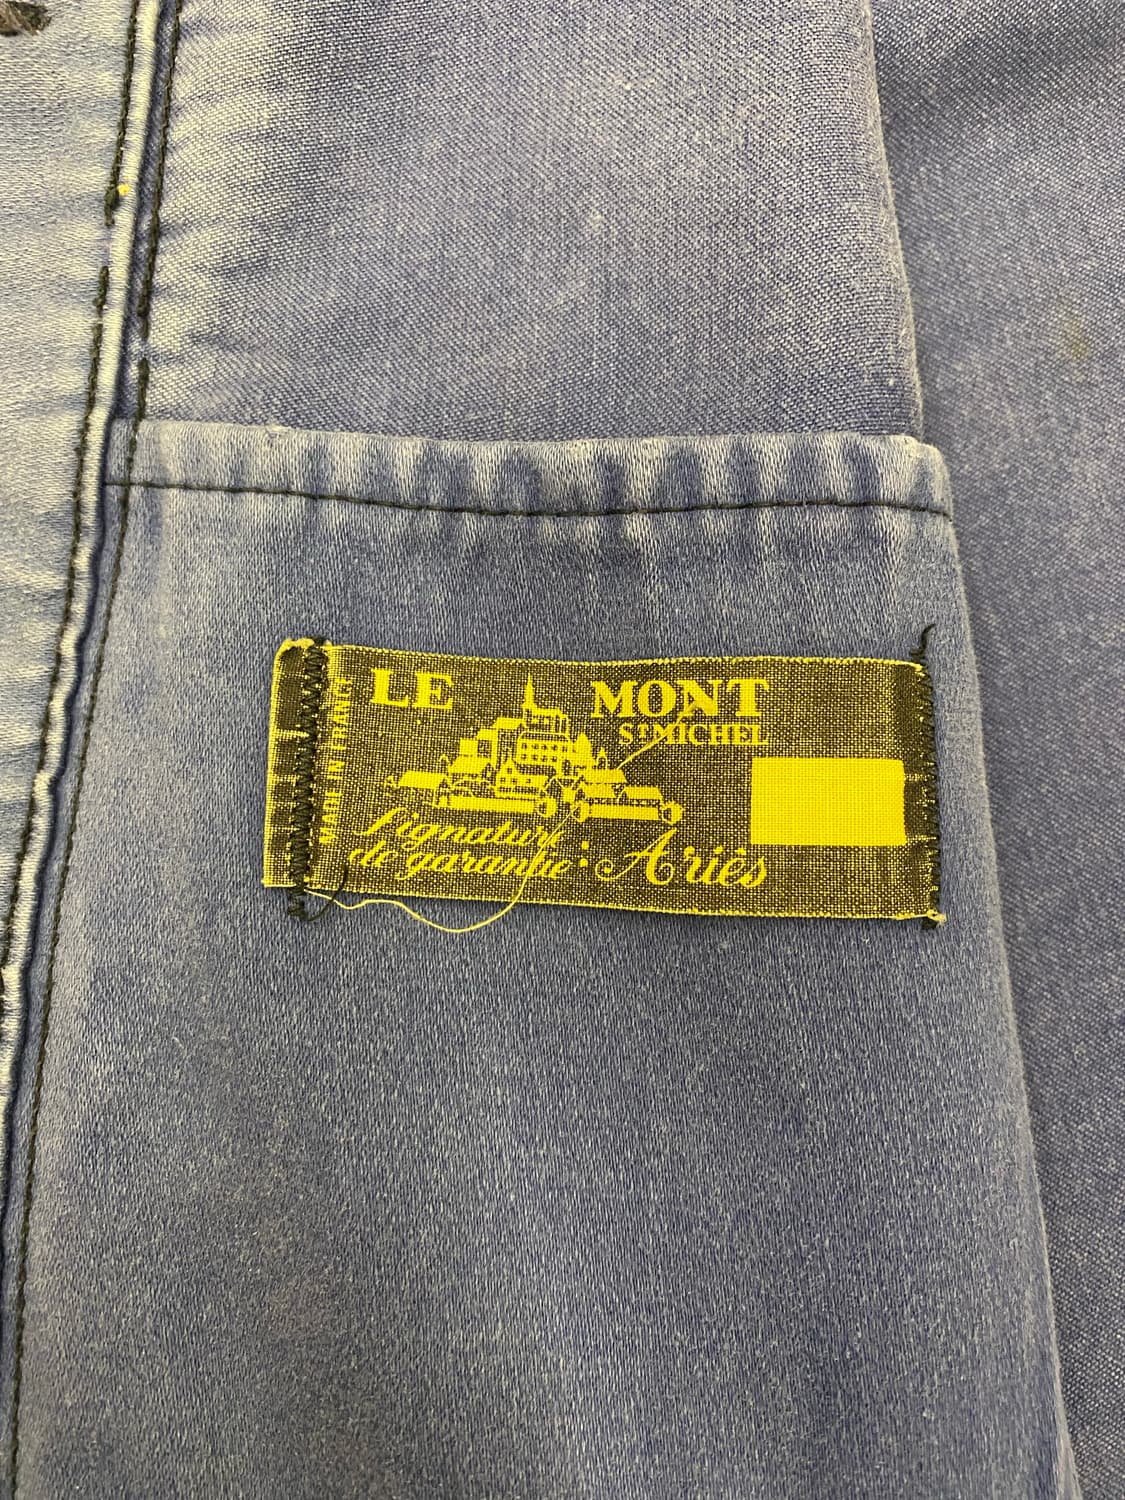 LE MONT
ST MICHEL
MADE IN FRANCE
Signature
de garantie : Ariès